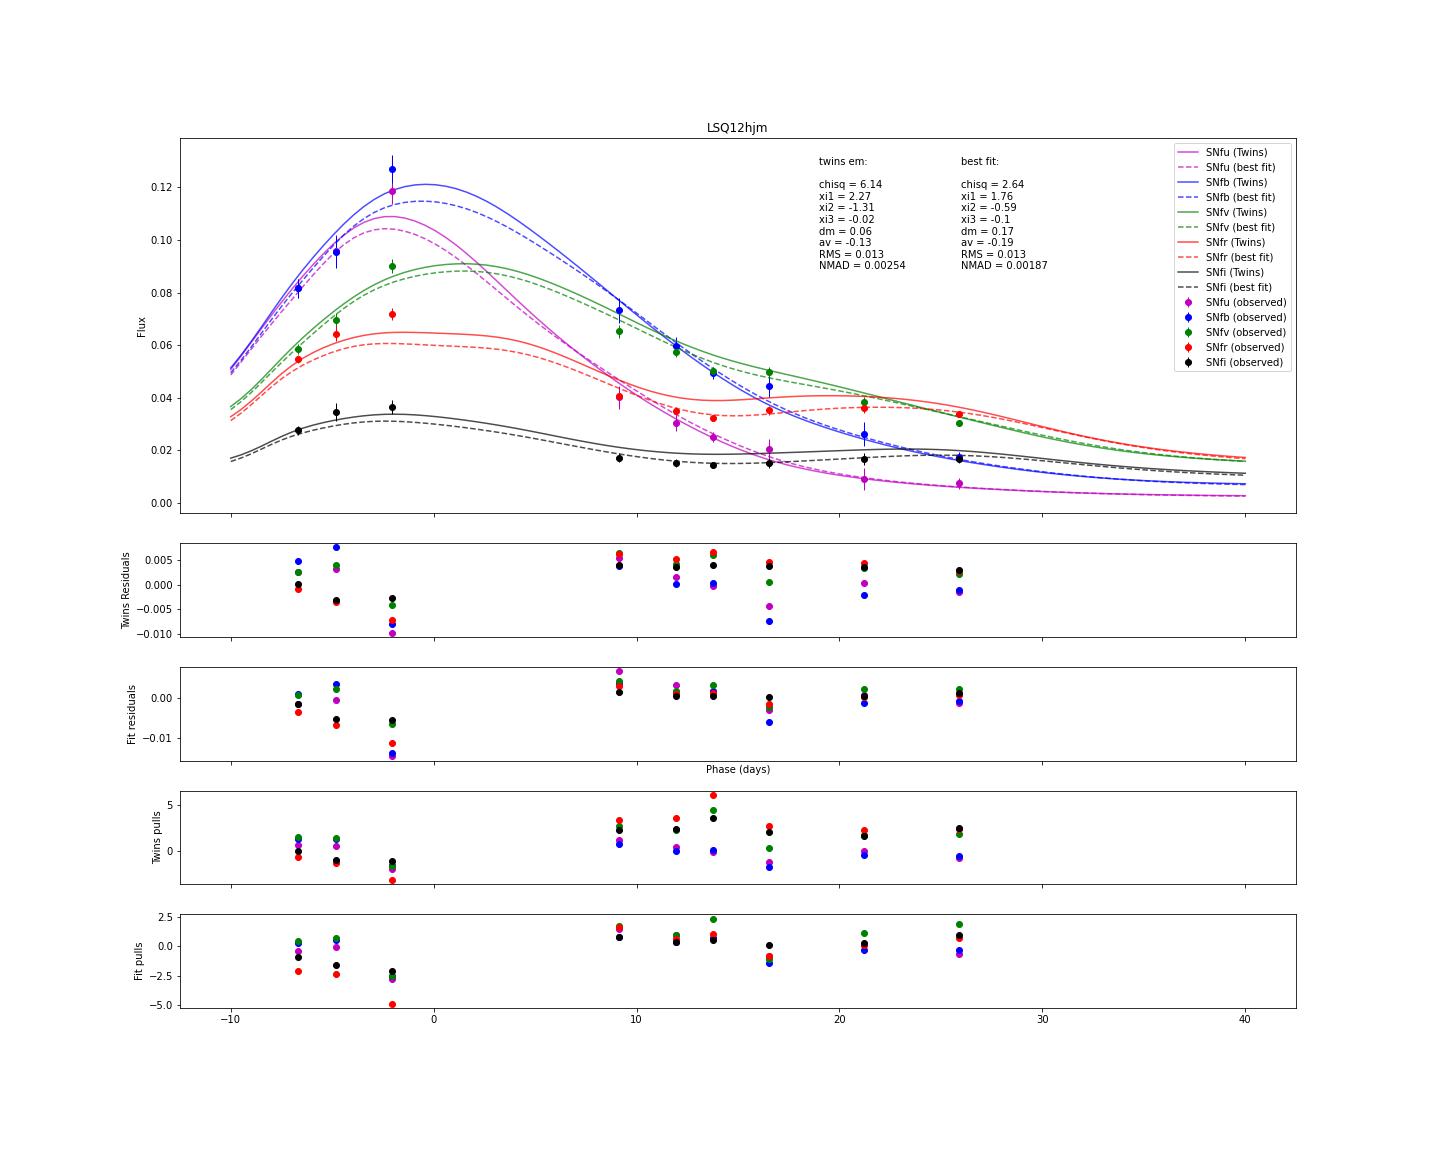 LSQ12hjm
twins em:
chisq = 6.14
xi1 = 2.27
xi2 = -1.31
xi3 = -0.02
dm = 0.06
av = -0.13
RMS = 0.013
NMAD = 0.00254
best fit:
chisq = 2.64
xi1 = 1.76
xi2 = -0.59
xi3 = -0.1
dm = 0.17
av = -0.19
RMS = 0.013
NMAD = 0.00187
SNfu (Twins)
SNfu (best fit)
SNfb (Twins)
SNfb (best fit)
SNfv (Twins)
SNfv (best fit)
SNfr (Twins)
SNfr (best fit)
SNfi (Twins)
SNfi (best fit)
SNfu (observed)
SNfb (observed)
SNfv (observed)
SNfr (observed)
SNfi (observed)
Flux
0.12
0.10
0.08
0.06
0.04
0.02
0.00
Twins Residuals
0.005
0.000
−0.005
−0.010
Fit residuals
0.00
−0.01
Phase (days)
Twins pulls
5
0
Fit pulls
2.5
0.0
−2.5
−5.0
−10
0
10
20
30
40